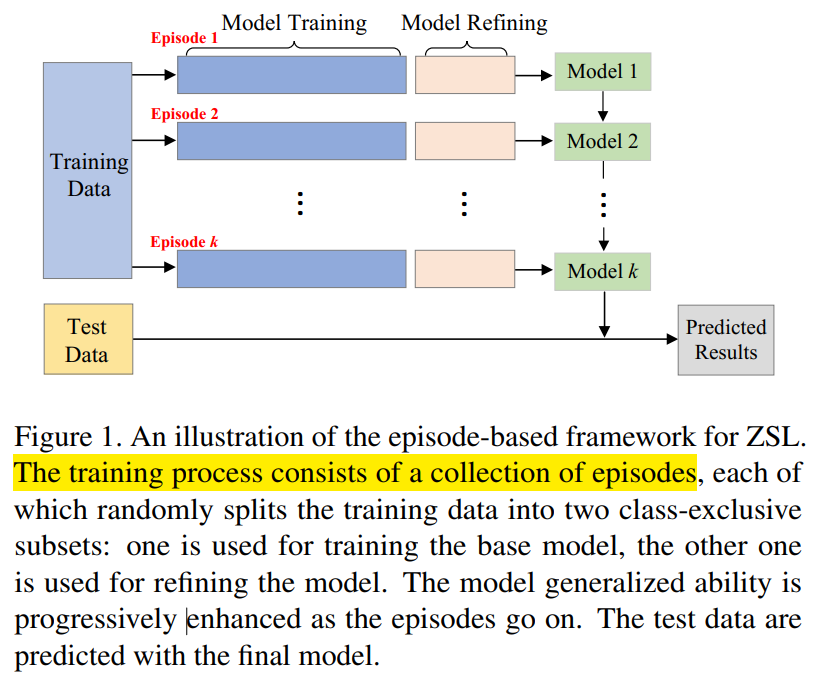 Model Training Model Refining
Episode 1
Model 1
Episode 2
Model 2
Training
Data
Episode k
Model k
Test
Data
Predicted
Results
Figure 1. An illustration of the episode-based framework for ZSL.
The training process consists of a collection of episodes, each of
which randomly splits the training data into two class-exclusive
subsets: one is used for training the base model, the other one
is used for refining the model. The model generalized ability is
progressively enhanced as the episodes go on. The test data are
predicted with the final model.